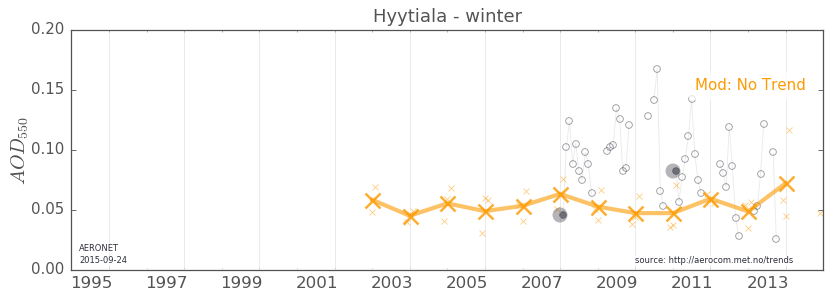 Hyytiala - winter
0.20
0.15
0.10
0.05
0.00
AOD550
Mod: No Trend
AERONET
2015-09-24
source: http://aerocom.met.no/trends
1995 1997 1999 2001 2003 2005 2007 2009 2011 2013